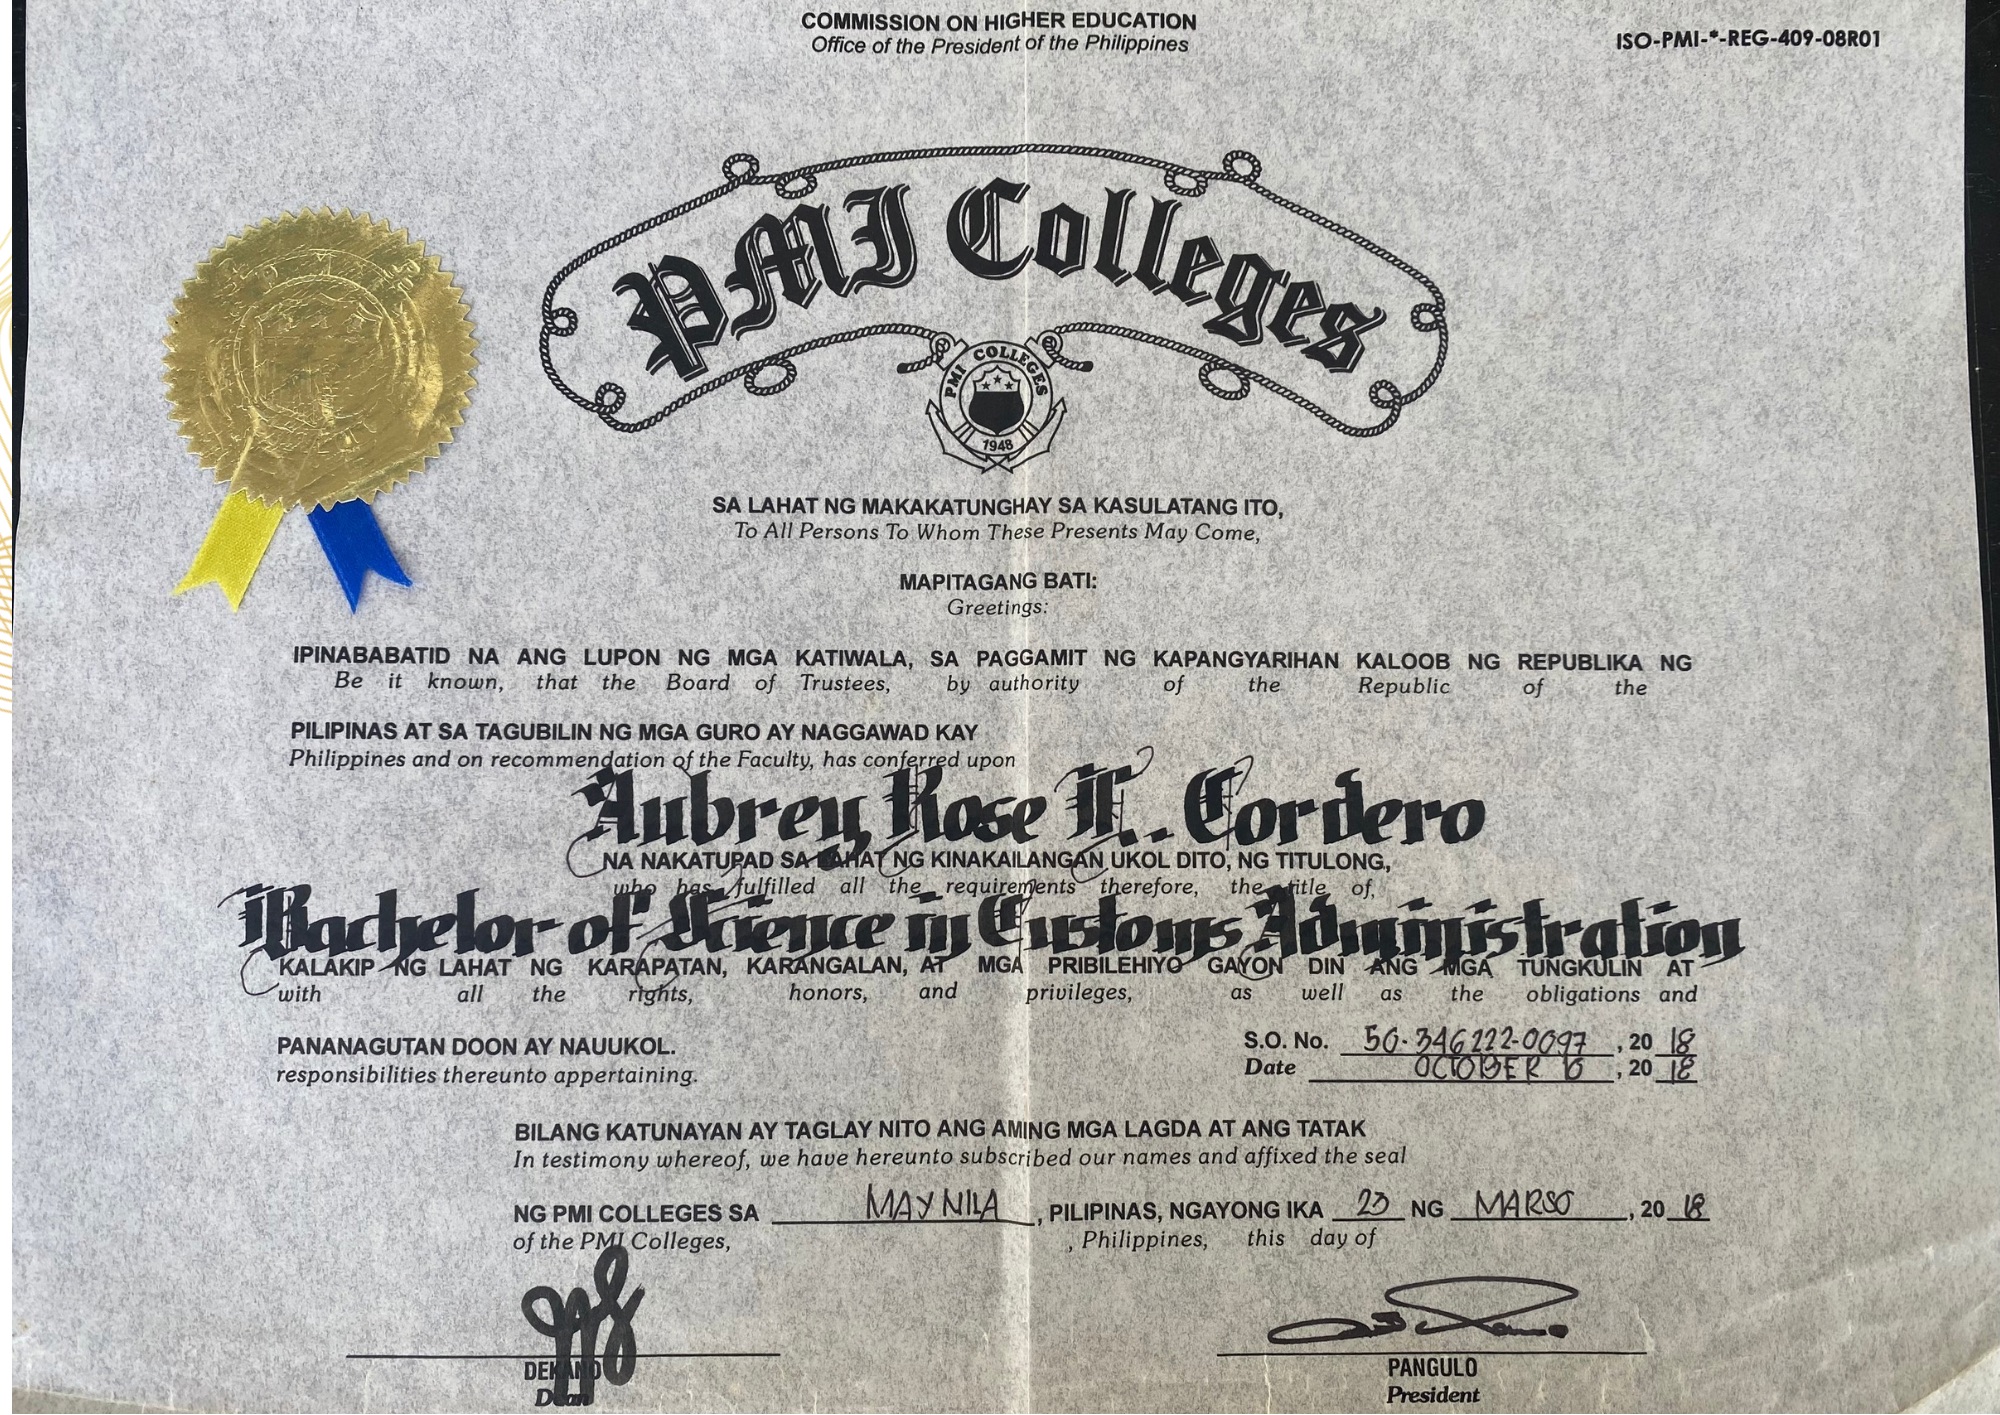 COMMISSION ON HIGHER EDUCATION
Office of the President of the Philippines
ISO-PMI-*-REG-409-08R01
PMI Colleges
PMI COLLEGES
1948
SA LAHAT NG MAKAKATUNGHAY SA KASULATANG ITO,
To All Persons To Whom These Presents May Come,
MAPITAGANG BATI:
Greetings:
IPINABABATID NA ANG LUPON NG MGA KATIWALA, SA PAGGAMIT NG KAPANGYARIHAN KALOOB NG REPUBLIKA NG
Be it known, that the Board of Trustees, by authority of the Republic of the
PILIPINAS AT SA TAGUBILIN NG MGA GURO AY NAGGAWAD KAY
Philippines and on recommendation of the Faculty, has conferred upon
Aubrey Rose Cordero
NA NAKATUPAD SA LAHAT NG KINAKAILANGAN UKOL DITO, NG TITULONG,
who has fulfilled all the requirements therefore, the title of,
Bachelor of Science in Customs Administration
KALAKIP NG LAHAT NG KARAPATAN, KARANGALAN, AT MGA PRIBILEHIYO GAYON DIN ANG MGA TUNGKULIN AT
with all the rights, honors, and privileges, as well as the obligations and
PANANAGUTAN DOON AY NAUUKOL.
responsibilities thereunto appertaining.
S.O. No. 50-346222-0097, 20 18
Date OCTOBER , 20 18
BILANG KATUNAYAN AY TAGLAY NITO ANG AMING MGA LAGDA AT ANG TATAK
In testimony whereof, we have hereunto subscribed our names and affixed the seal
NG PMI COLLEGES SA MAYNILA, PILIPINAS, NGAYONG IKA 23 NG MARSO, 20 18
of the PMI Colleges, , Philippines, this day of
DEKANO
Dean
PANGULO
President